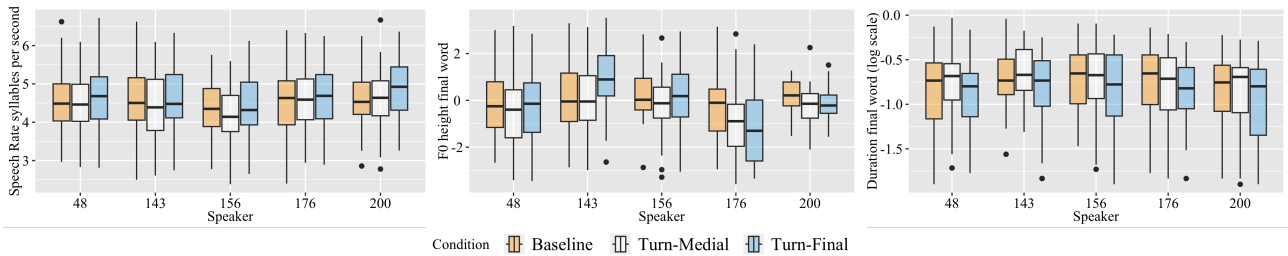 Speech Rate syllables per second
6
5
4
3
48 143 156 176 200
Speaker
F0 height final word
2
0
-2
48 143 156 176 200
Speaker
Duration final word (log scale)
0.0
-0.5
-1.0
-1.5
48 143 156 176 200
Speaker
Condition Baseline Turn-Medial Turn-Final